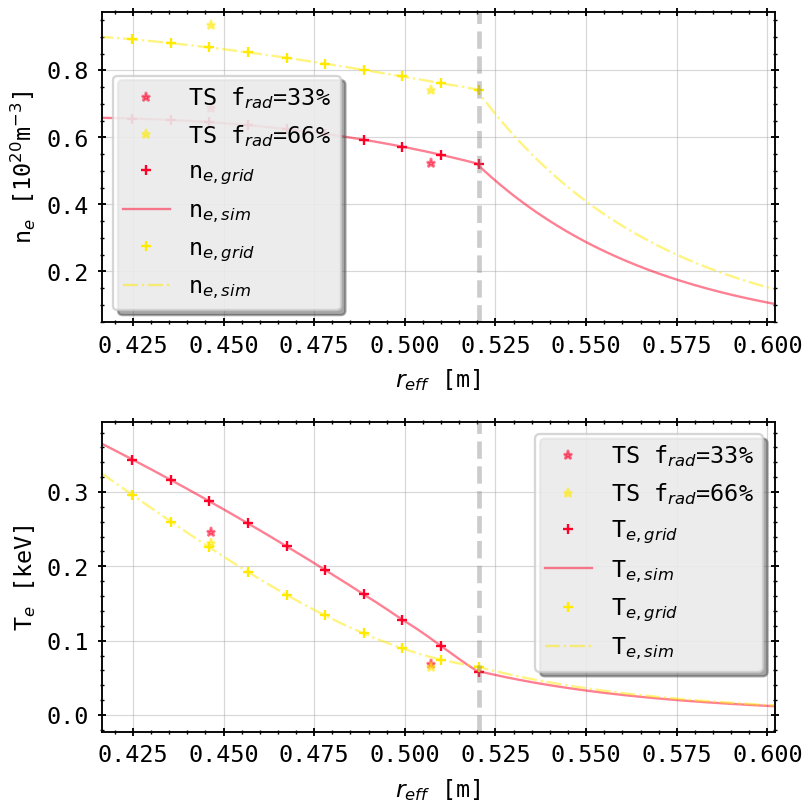 0.8
0.6
0.4
0.2
nₑ [10²⁰m⁻³]
TS f_rad=33%
TS f_rad=66%
n_e,grid
n_e,sim
n_e,grid
n_e,sim
0.425 0.450 0.475 0.500 0.525 0.550 0.575 0.600
r_eff [m]
0.3
0.2
0.1
0.0
Tₑ [keV]
TS f_rad=33%
TS f_rad=66%
T_e,grid
T_e,sim
T_e,grid
T_e,sim
0.425 0.450 0.475 0.500 0.525 0.550 0.575 0.600
r_eff [m]